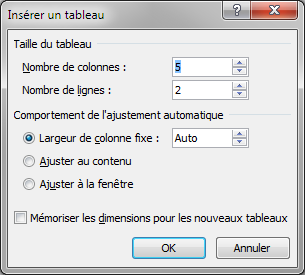 Insérer un tableau
Taille du tableau
Nombre de colonnes : 5
Nombre de lignes : 2
Comportement de l'ajustement automatique
Largeur de colonne fixe : Auto
Ajuster au contenu
Ajuster à la fenêtre
Mémoriser les dimensions pour les nouveaux tableaux
OK Annuler